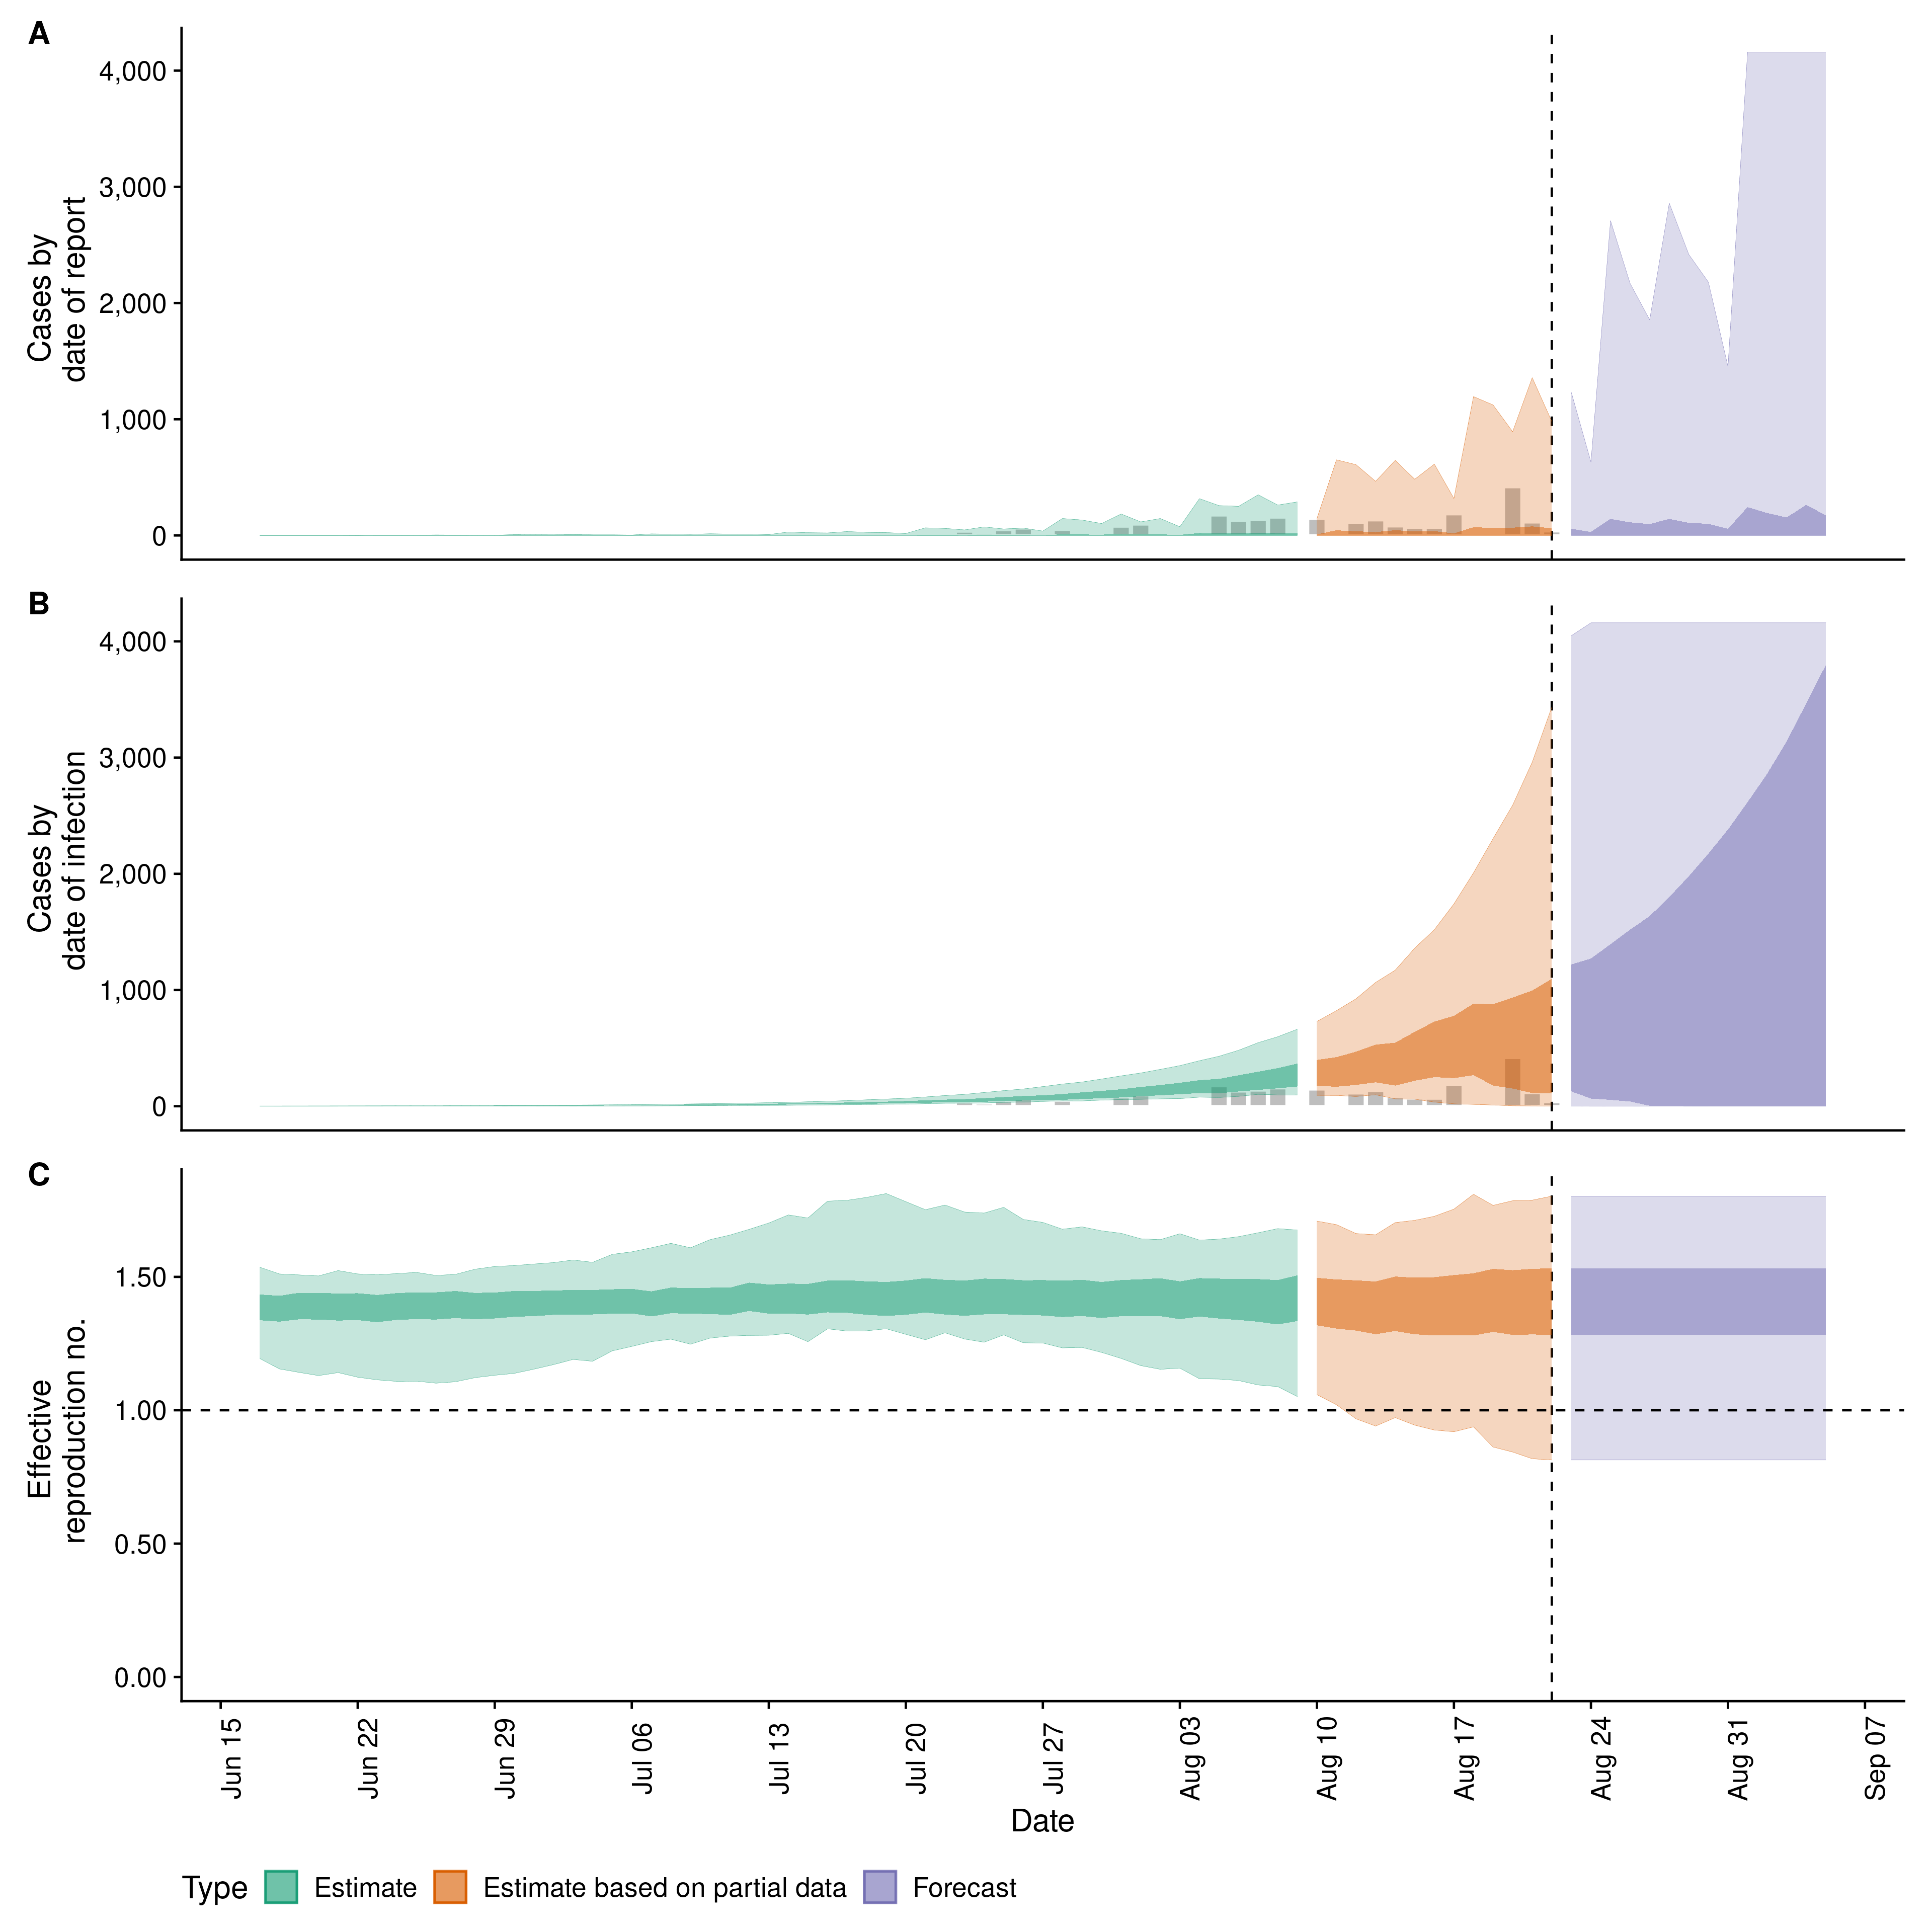 A
Cases by
date of report
4,000
3,000
2,000
1,000
0
B
Cases by
date of infection
4,000
3,000
2,000
1,000
0
C
Effective
reproduction no.
1.50
1.00
0.50
0.00
Jun 15
Jun 22
Jun 29
Jul 06
Jul 13
Jul 20
Jul 27
Aug 03
Aug 10
Aug 17
Aug 24
Aug 31
Sep 07
Date
Type Estimate Estimate based on partial data Forecast